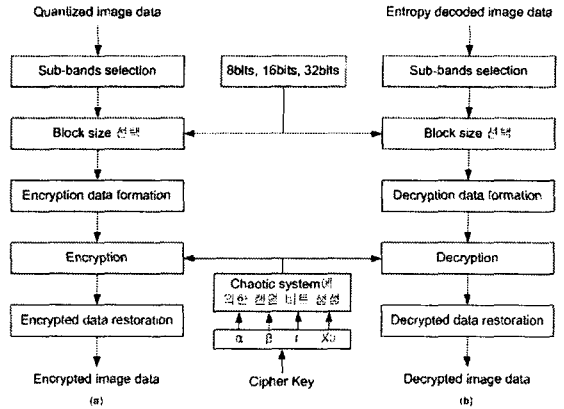 Quantized image data
Sub-bands selection
Block size 선택
Encryption data formation
Encryption
Encrypted data restoration
Encrypted image data
(a)
8bits, 16bits, 32bits
Chaotic system에
의한 랜덤 비트 생성
α β r X₀
Cipher Key
Entropy decoded image data
Sub-bands selection
Block size 선택
Decryption data formation
Decryption
Decrypted data restoration
Decrypted image data
(b)